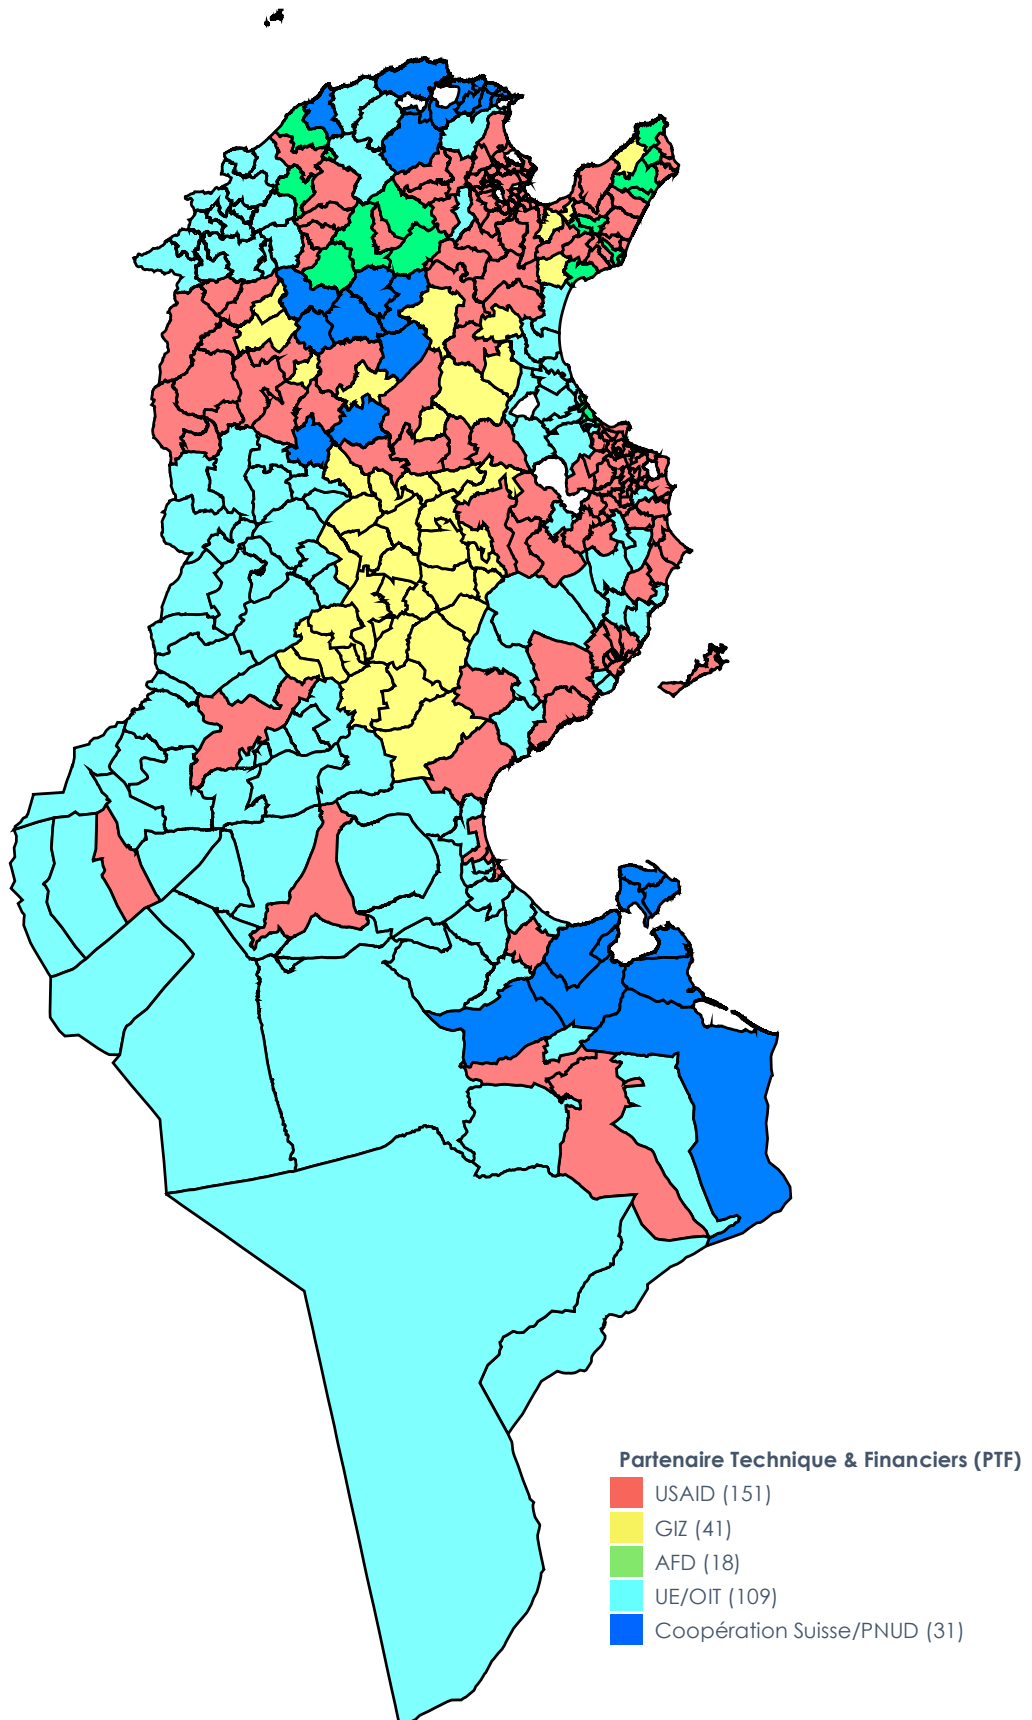 Partenaire Technique & Financiers (PTF)
USAID (151)
GIZ (41)
AFD (18)
UE/OIT (109)
Coopération Suisse/PNUD (31)